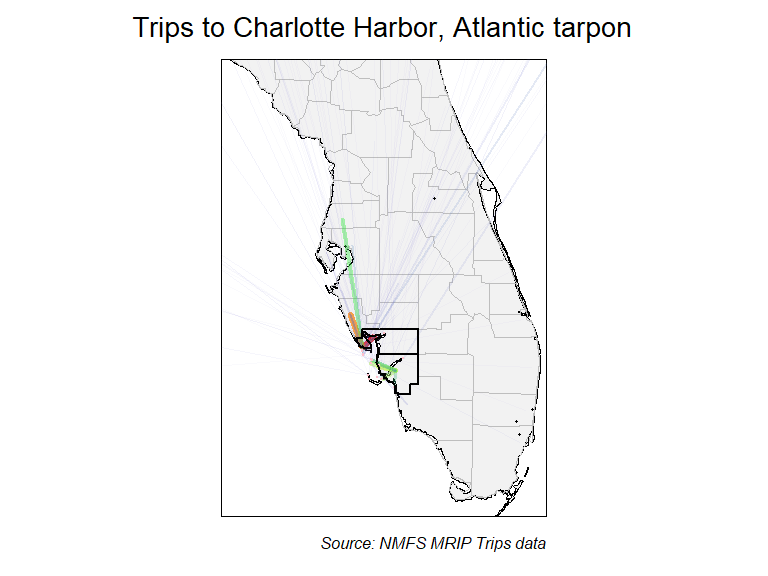 Trips to Charlotte Harbor, Atlantic tarpon
Source: NMFS MRIP Trips data